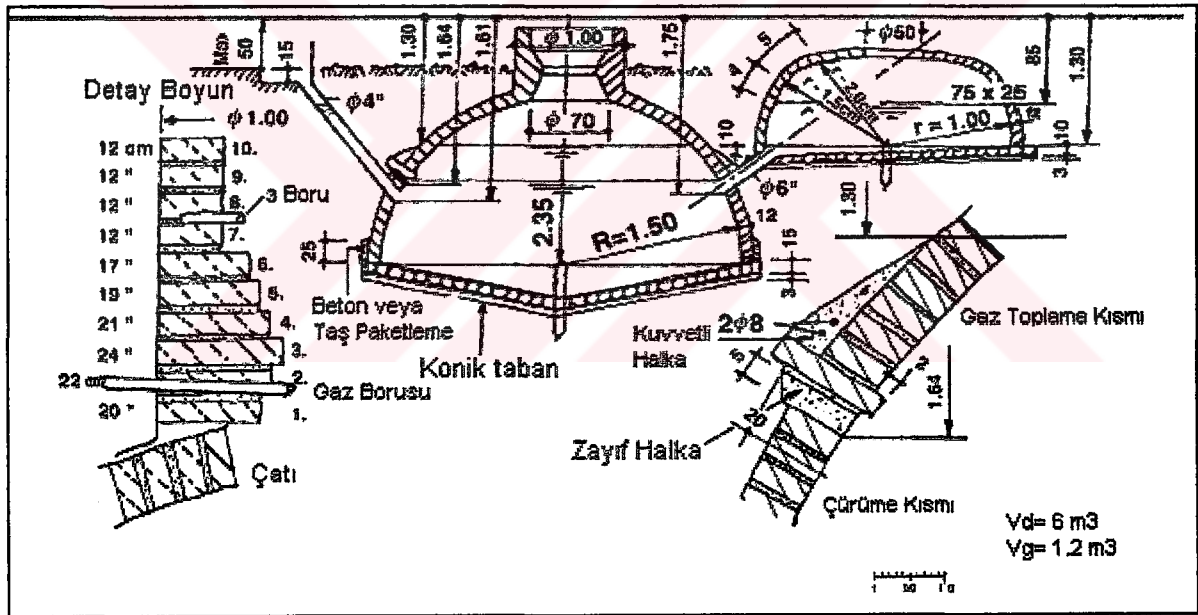 Max 50
15
1.30
1.64
1.61
ϕ 1.00
1.75
ϕ60
85
1.30
Detay Boyun
ϕ 1.00
ϕ4"
ϕ 70
5
4
75 x 25
r = 1.00
10
3
12 cm 10.
12 " 9.
12 " 8.
3 Boru
12 " 7.
17 " 6.
19 " 5.
21 " 4.
24 " 3.
22 cm 2.
Gaz Borusu
20 " 1.
Çatı
25
2.35
R=1.50
10
ϕ6"
12
15
3
Beton veya
Taş Paketleme
Konik taban
1.30
2ϕ8
Kuvvetli
Halka
Gaz Toplama Kısmı
5
20
1.64
Zayıf Halka
Çürüme Kısmı
Vd= 6 m3
Vg= 1.2 m3